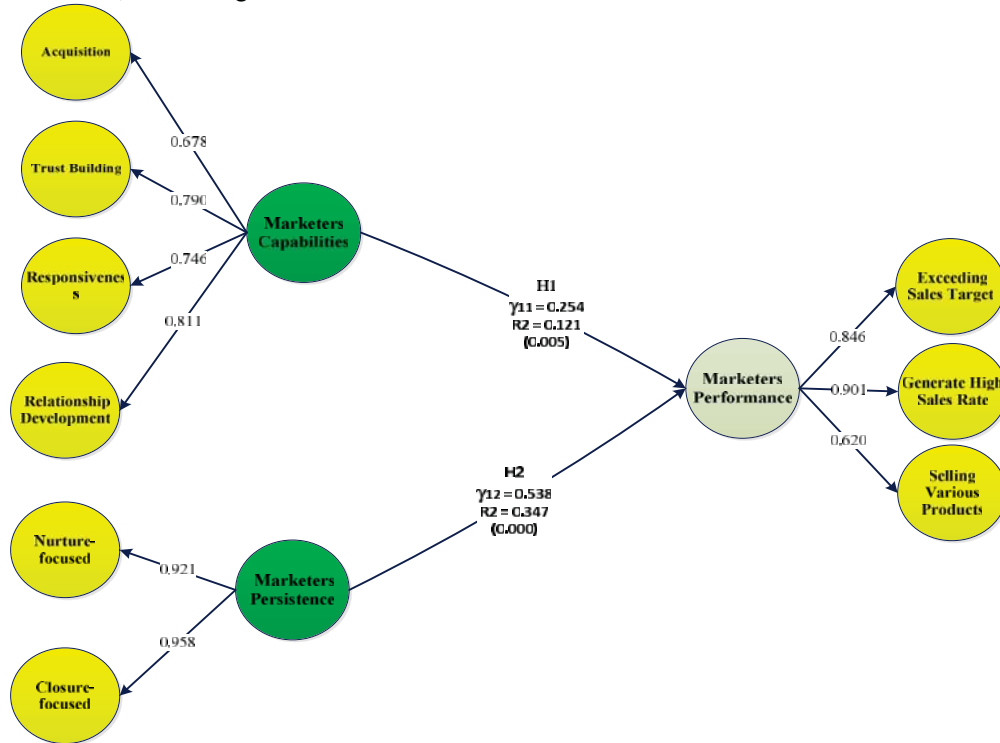 Acquisition
0.678
Trust Building
0.790
Marketers
Capabilities
0.746
Responsivenes
s
0.811
Relationship
Development
H1
γ11 = 0.254
R2 = 0.121
(0.005)
Exceeding
Sales Target
0.846
Marketers
Performance
0.901
Generate High
Sales Rate
0.620
Selling
Various
Products
H2
γ12 = 0.538
R2 = 0.347
(0.000)
Nurture-
focused
0.921
Marketers
Persistence
0.958
Closure-
focused